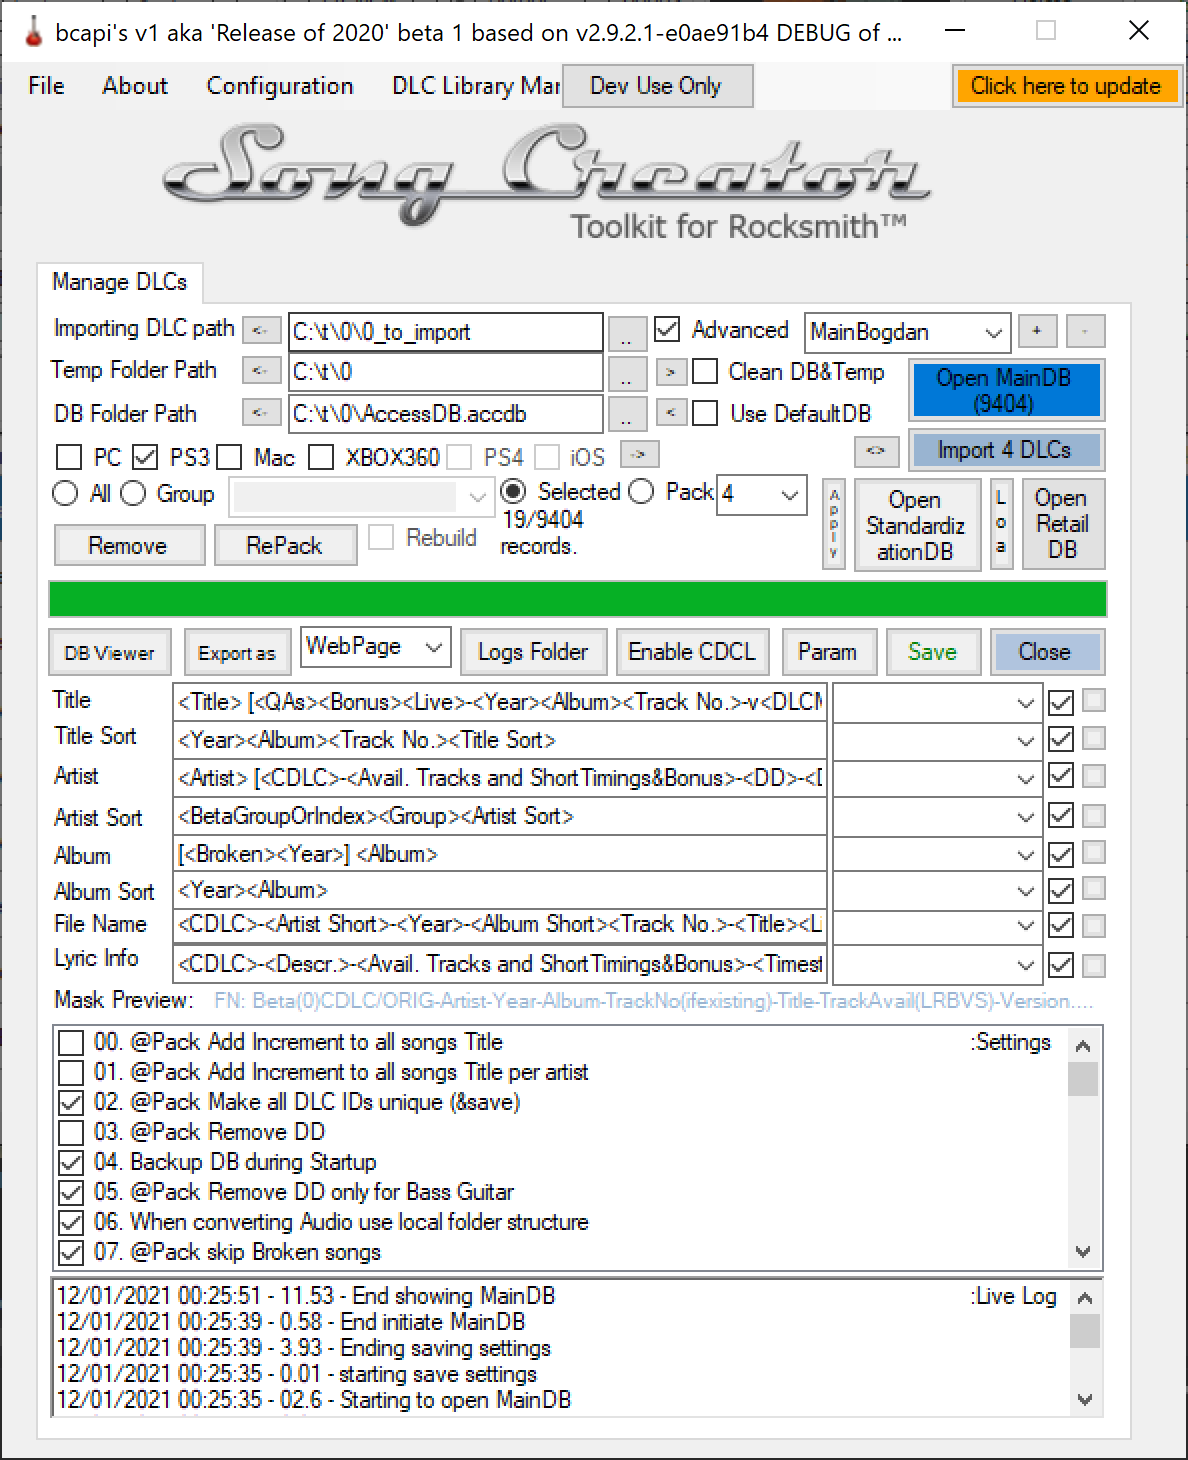 bcapi's v1 aka 'Release of 2020' beta 1 based on v2.9.2.1-e0ae91b4 DEBUG of ...
File About Configuration DLC Library Mar Dev Use Only Click here to update
Song Creator
Toolkit for Rocksmith™
Manage DLCs
Importing DLC path <- C:\t\0\0_to_import .. Advanced MainBogdan + -
Temp Folder Path <- C:\t\0 .. > Clean DB&Temp Open MainDB
(9404)
DB Folder Path <- C:\t\0\AccessDB.accdb .. < Use DefaultDB
PC PS3 Mac XBOX360 PS4 iOS -> <> Import 4 DLCs
All Group Selected Pack 4
19/9404
records.
Apply
Open
Standardiz
ationDB
Loa
Open
Retail
DB
Remove RePack Rebuild
DB Viewer Export as WebPage Logs Folder Enable CDCL Param Save Close
Title <Title> [<QAs><Bonus><Live>-<Year><Album><Track No.>-v<DLCM
Title Sort <Year><Album><Track No.><Title Sort>
Artist <Artist> [<CDLC>-<Avail. Tracks and ShortTimings&Bonus>-<DD>-<D
Artist Sort <BetaGroupOrIndex><Group><Artist Sort>
Album [<Broken><Year>] <Album>
Album Sort <Year><Album>
File Name <CDLC>-<Artist Short>-<Year>-<Album Short><Track No.>-<Title><Li
Lyric Info <CDLC>-<Descr.>-<Avail. Tracks and ShortTimings&Bonus>-<Timest
Mask Preview: FN: Beta(0)CDLC/ORIG-Artist-Year-Album-TrackNo(ifexisting)-Title-TrackAvail(LRBVS)-Version....
00. @Pack Add Increment to all songs Title :Settings
01. @Pack Add Increment to all songs Title per artist
02. @Pack Make all DLC IDs unique (&save)
03. @Pack Remove DD
04. Backup DB during Startup
05. @Pack Remove DD only for Bass Guitar
06. When converting Audio use local folder structure
07. @Pack skip Broken songs
12/01/2021 00:25:51 - 11.53 - End showing MainDB :Live Log
12/01/2021 00:25:39 - 0.58 - End initiate MainDB
12/01/2021 00:25:39 - 3.93 - Ending saving settings
12/01/2021 00:25:35 - 0.01 - starting save settings
12/01/2021 00:25:35 - 02.6 - Starting to open MainDB